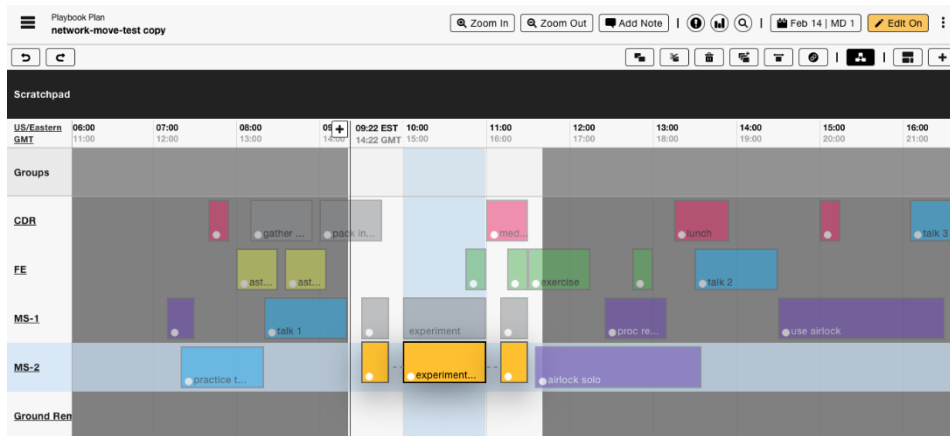 Playbook Plan
network-move-test copy
Zoom In
Zoom Out
Add Note
Feb 14 | MD 1
Edit On
Scratchpad
US/Eastern 06:00 07:00 08:00 09:22 EST 10:00 11:00 12:00 13:00 14:00 15:00 16:00
GMT 11:00 12:00 13:00 14:00 14:22 GMT 15:00 16:00 17:00 18:00 19:00 20:00 21:00
Groups
CDR
gather ...
pack in...
med...
lunch
talk 3
FE
ast...
ast...
exercise
talk 2
MS-1
talk 1
experiment
proc re...
use airlock
MS-2
practice t...
experiment...
airlock solo
Ground Rem